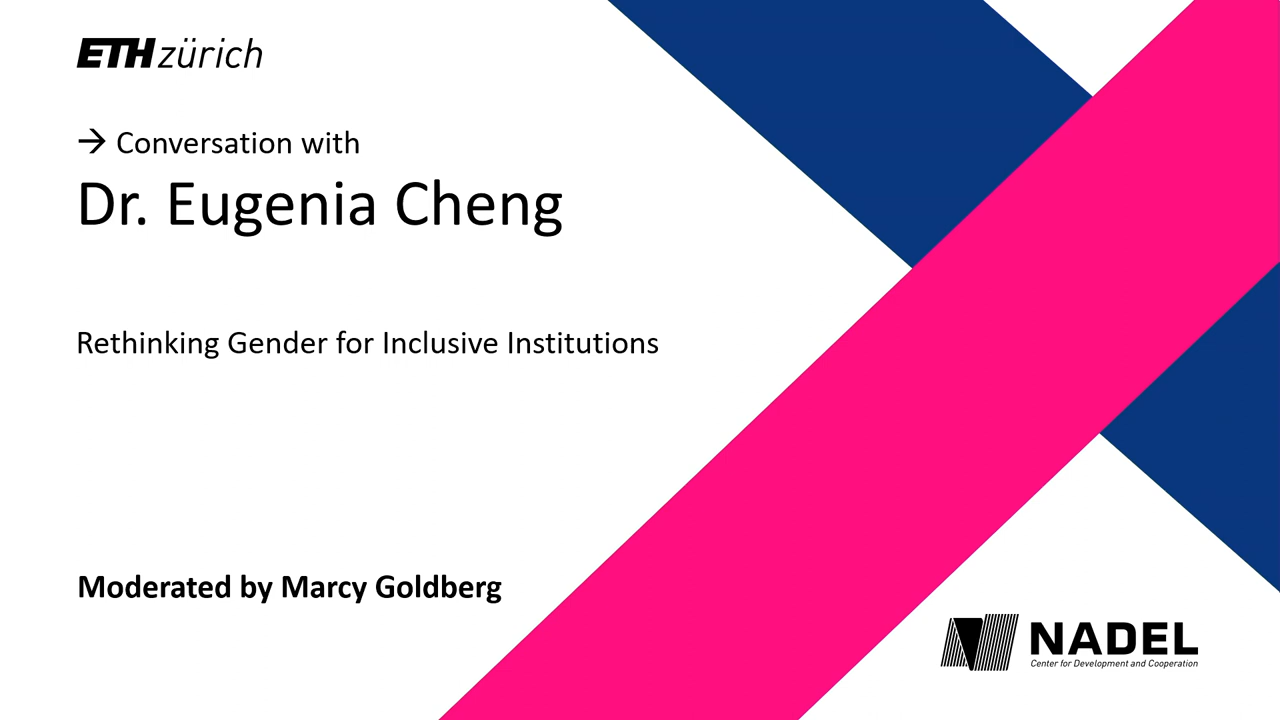 ETH zürich
→ Conversation with
Dr. Eugenia Cheng
Rethinking Gender for Inclusive Institutions
Moderated by Marcy Goldberg
NADEL
Center for Development and Cooperation